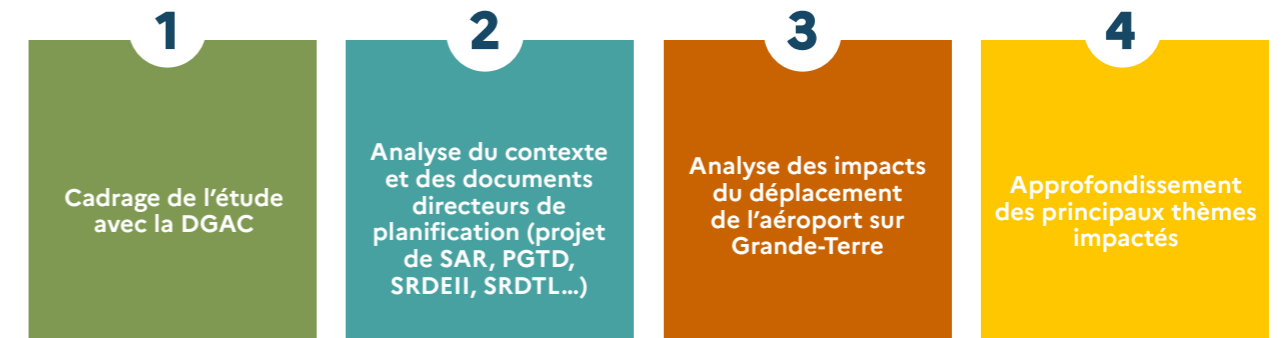 1
Cadrage de l'étude
avec la DGAC
2
Analyse du contexte
et des documents
directeurs de
planification (projet
de SAR, PGTD,
SRDEII, SRDTL...)
3
Analyse des impacts
du déplacement
de l'aéroport sur
Grande-Terre
4
Approfondissement
des principaux thèmes
impactés